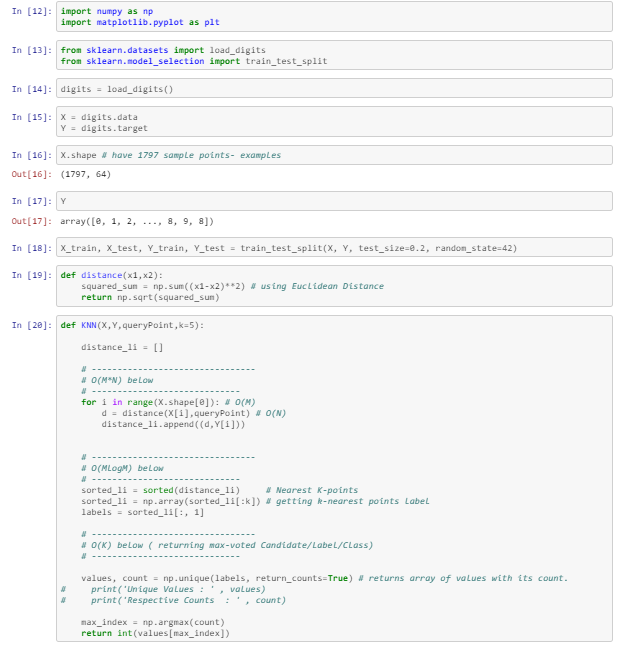 In [12]: import numpy as np
import matplotlib.pyplot as plt
In [13]: from sklearn.datasets import load_digits
from sklearn.model_selection import train_test_split
In [14]: digits = load_digits()
In [15]: X = digits.data
Y = digits.target
In [16]: X.shape # have 1797 sample points- examples
Out[16]: (1797, 64)
In [17]: Y
Out[17]: array([0, 1, 2, ..., 8, 9, 8])
In [18]: X_train, X_test, Y_train, Y_test = train_test_split(X, Y, test_size=0.2, random_state=42)
In [19]: def distance(x1,x2):
    squared_sum = np.sum((x1-x2)**2) # using Euclidean Distance
    return np.sqrt(squared_sum)
In [20]: def KNN(X,Y,queryPoint,k=5):
    distance_li = []
    # -------------------------------
    # O(M*N) below
    # ----------------------------
    for i in range(X.shape[0]): # O(M)
        d = distance(X[i],queryPoint) # O(N)
        distance_li.append((d,Y[i]))
    # -------------------------------
    # O(MLogM) below
    # ----------------------------
    sorted_li = sorted(distance_li)     # Nearest K-points
    sorted_li = np.array(sorted_li[:k]) # getting k-nearest points Label
    labels = sorted_li[:, 1]
    # -------------------------------
    # O(K) below ( returning max-voted Candidate/Label/Class)
    # ----------------------------
    values, count = np.unique(labels, return_counts=True) # returns array of values with its count.
#     print('Unique Values : ' , values)
#     print('Respective Counts  : ' , count)
    max_index = np.argmax(count)
    return int(values[max_index])